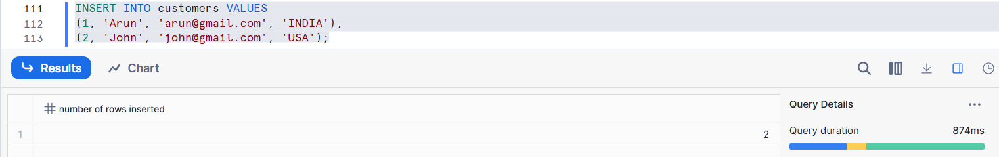 111 INSERT INTO customers VALUES
112 (1, 'Arun', 'arun@gmail.com', 'INDIA'),
113 (2, 'John', 'john@gmail.com', 'USA');
Results Chart
number of rows inserted
1 2
Query Details
Query duration 874ms